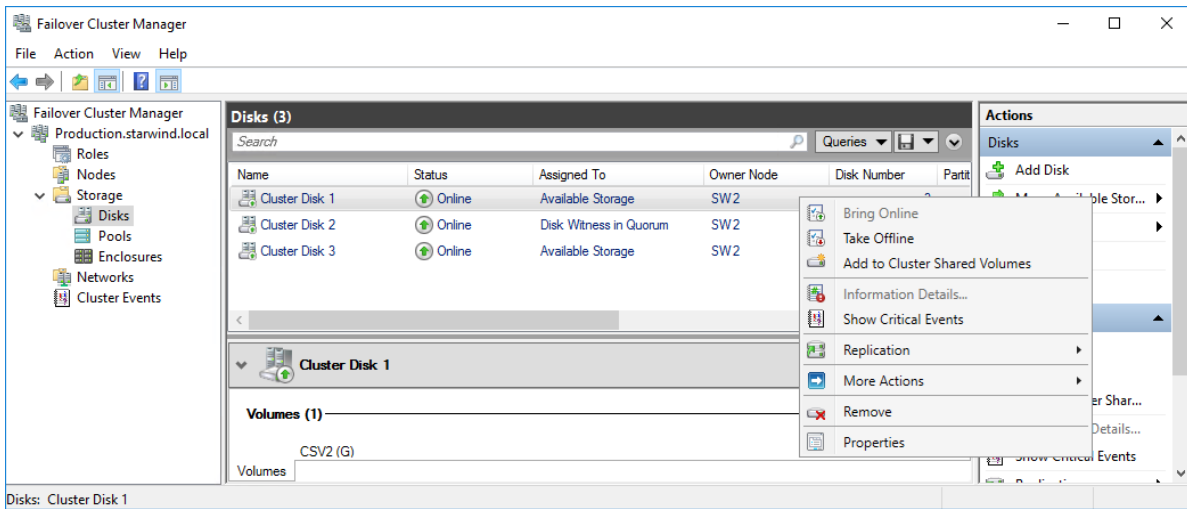 Failover Cluster Manager
File Action View Help
Failover Cluster Manager
Production.starwind.local
Roles
Nodes
Storage
Disks
Pools
Enclosures
Networks
Cluster Events
Disks (3)
Search
Queries
Name Status Assigned To Owner Node Disk Number Partit
Cluster Disk 1 Online Available Storage SW2
Cluster Disk 2 Online Disk Witness in Quorum SW2
Cluster Disk 3 Online Available Storage SW2
Bring Online
Take Offline
Add to Cluster Shared Volumes
Information Details...
Show Critical Events
Replication
More Actions
Remove
Properties
Cluster Disk 1
Volumes (1)
CSV2 (G)
Volumes
Actions
Disks
Add Disk
ble Stor...
er Shar...
Details...
Show Critical Events
Disks: Cluster Disk 1